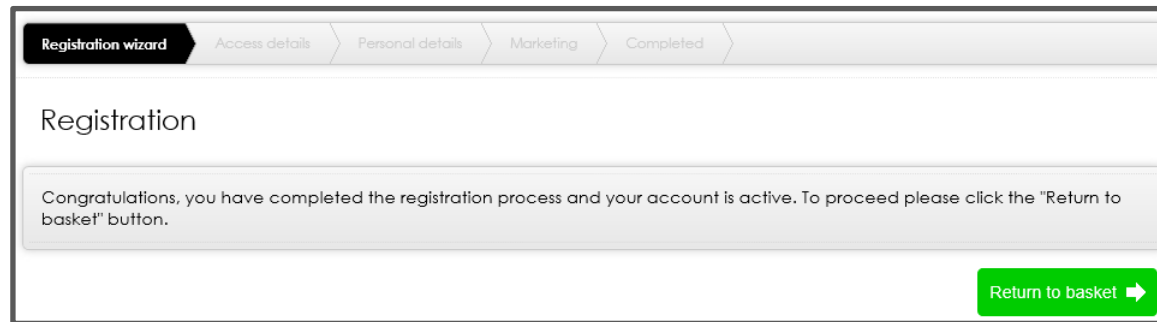 Registration wizard Access details Personal details Marketing Completed
Registration
Congratulations, you have completed the registration process and your account is active. To proceed please click the "Return to
basket" button.
Return to basket